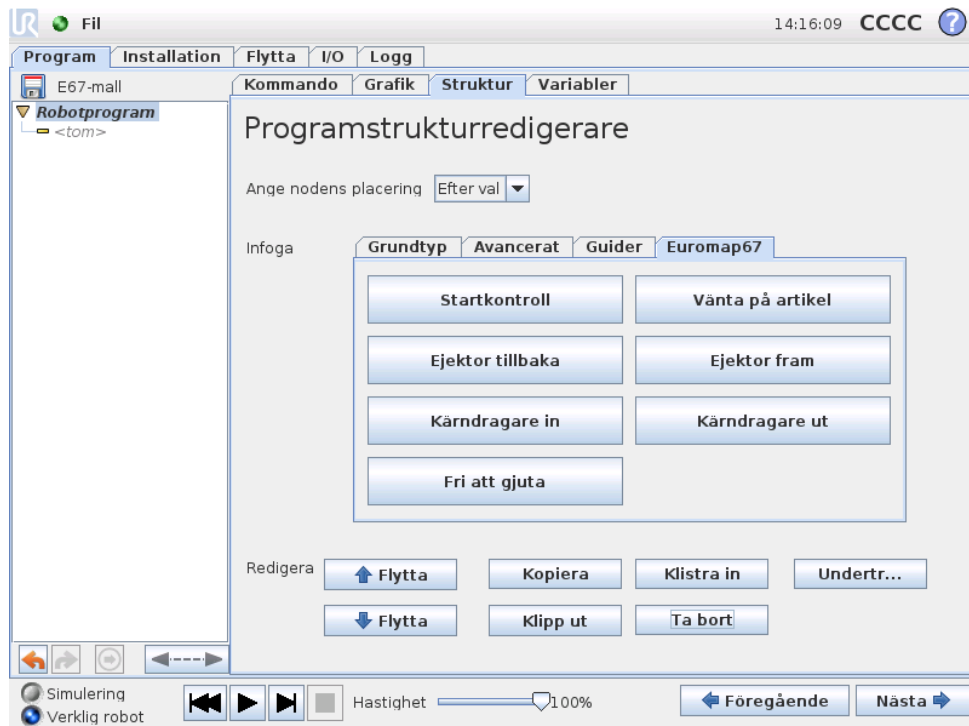 UR Fil 14:16:09 CCCC ?
Program Installation Flytta I/O Logg
E67-mall
Robotprogram
<tom>
Kommando Grafik Struktur Variabler
Programstrukturredigerare
Ange nodens placering Efter val
Infoga Grundtyp Avancerat Guider Euromap67
Startkontroll Vänta på artikel
Ejektor tillbaka Ejektor fram
Kärndragare in Kärndragare ut
Fri att gjuta
Redigera Flytta Kopiera Klistra in Undertr...
Flytta Klipp ut Ta bort
Simulering
Verklig robot
Hastighet 100% Föregående Nästa